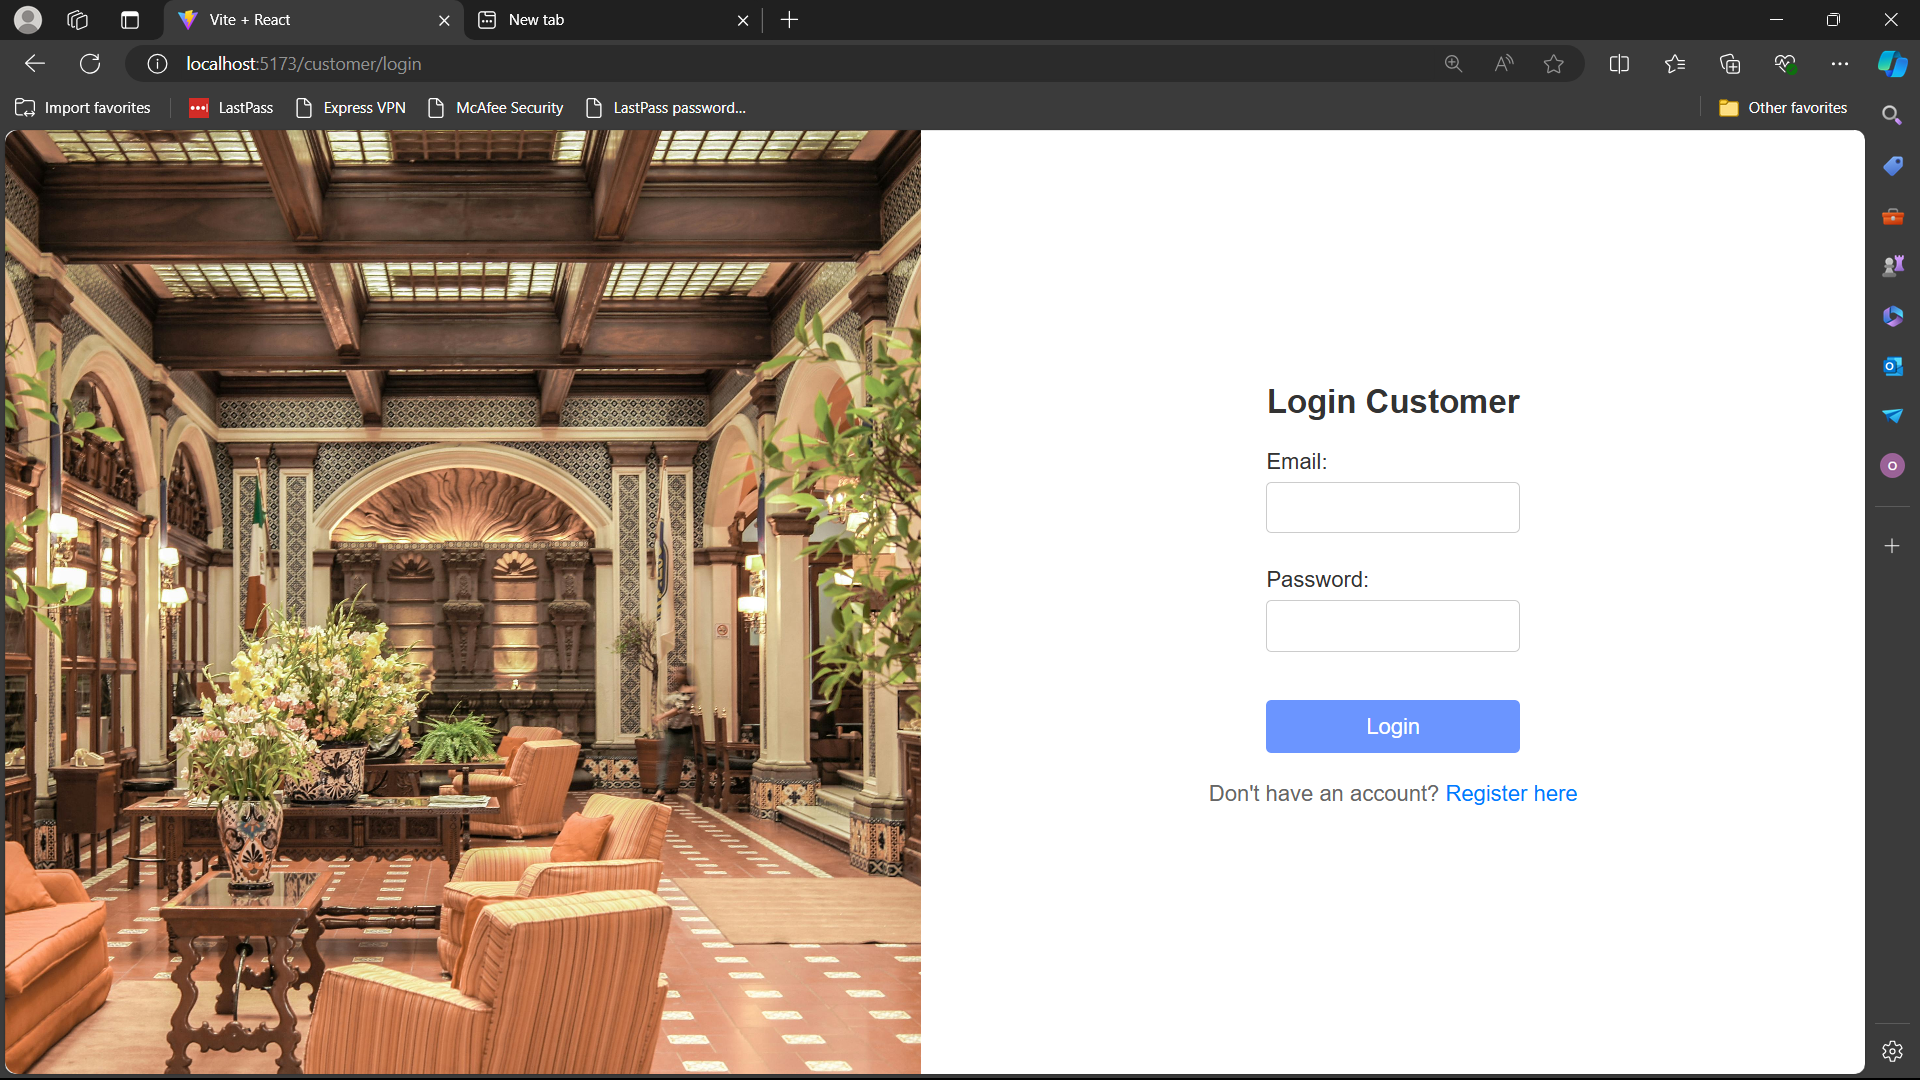 Vite + React
New tab
localhost:5173/customer/login
Import favorites
LastPass
Express VPN
McAfee Security
LastPass password...
Other favorites
Login Customer
Email:
Password:
Login
Don't have an account? Register here